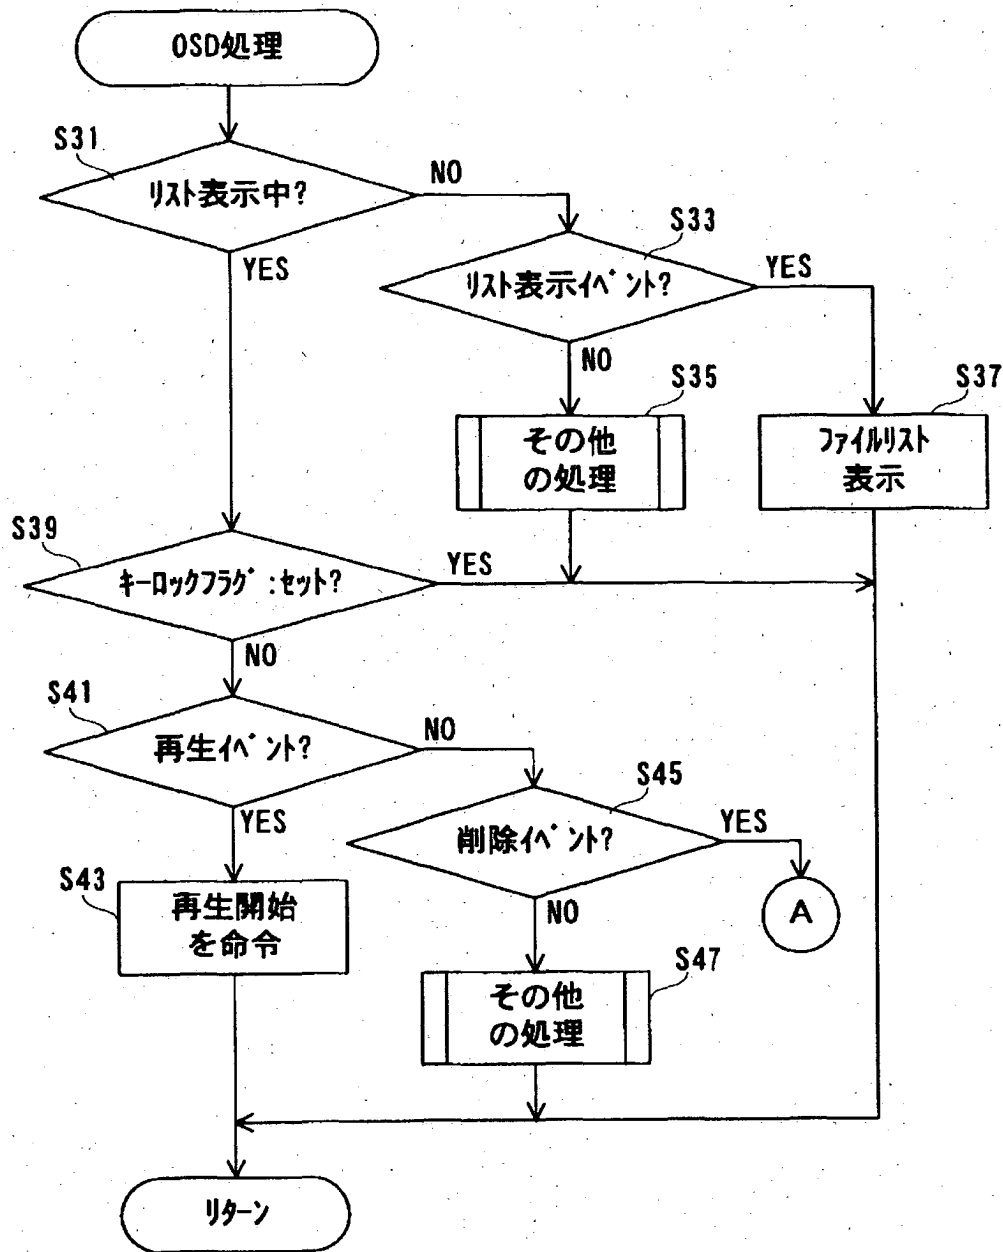 OSD処理
S31
リスト表示中?
NO
YES
S33
リスト表示イベント?
YES
NO
S35
その他
の処理
S37
ファイルリスト
表示
S39
キーロックフラグ:セット?
YES
NO
S41
再生イベント?
NO
YES
S45
削除イベント?
YES
A
NO
S43
再生開始
を命令
S47
その他
の処理
リターン